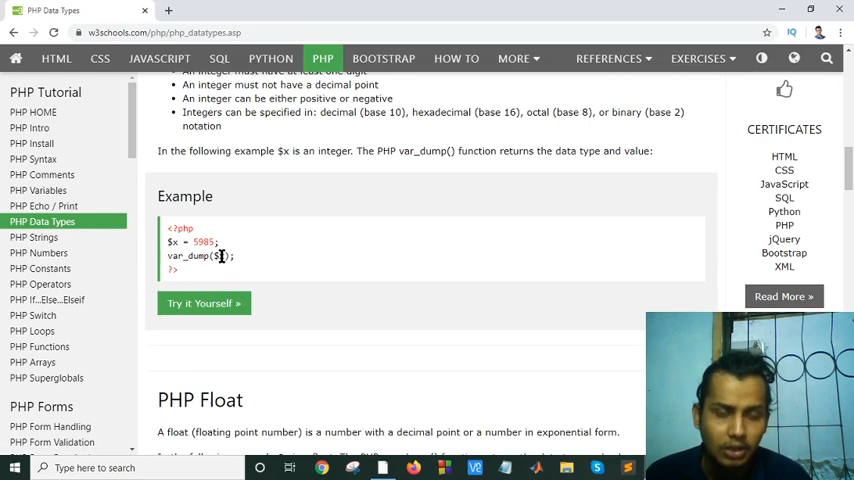 PHP Data Types
w3schools.com/php/php_datatypes.asp
HTML CSS JAVASCRIPT SQL PYTHON PHP BOOTSTRAP HOW TO MORE REFERENCES EXERCISES
PHP Tutorial
PHP HOME
PHP Intro
PHP Install
PHP Syntax
PHP Comments
PHP Variables
PHP Echo / Print
PHP Data Types
PHP Strings
PHP Numbers
PHP Constants
PHP Operators
PHP If...Else...Elseif
PHP Switch
PHP Loops
PHP Functions
PHP Arrays
PHP Superglobals
PHP Forms
PHP Form Handling
PHP Form Validation
An integer must have at least one digit
An integer must not have a decimal point
An integer can be either positive or negative
Integers can be specified in: decimal (base 10), hexadecimal (base 16), octal (base 8), or binary (base 2)
notation
In the following example $x is an integer. The PHP var_dump() function returns the data type and value:
Example
<?php
$x = 5985;
var_dump($x);
?>
Try it Yourself »
PHP Float
A float (floating point number) is a number with a decimal point or a number in exponential form.
CERTIFICATES
HTML
CSS
JavaScript
SQL
Python
PHP
jQuery
Bootstrap
XML
Read More »
Type here to search